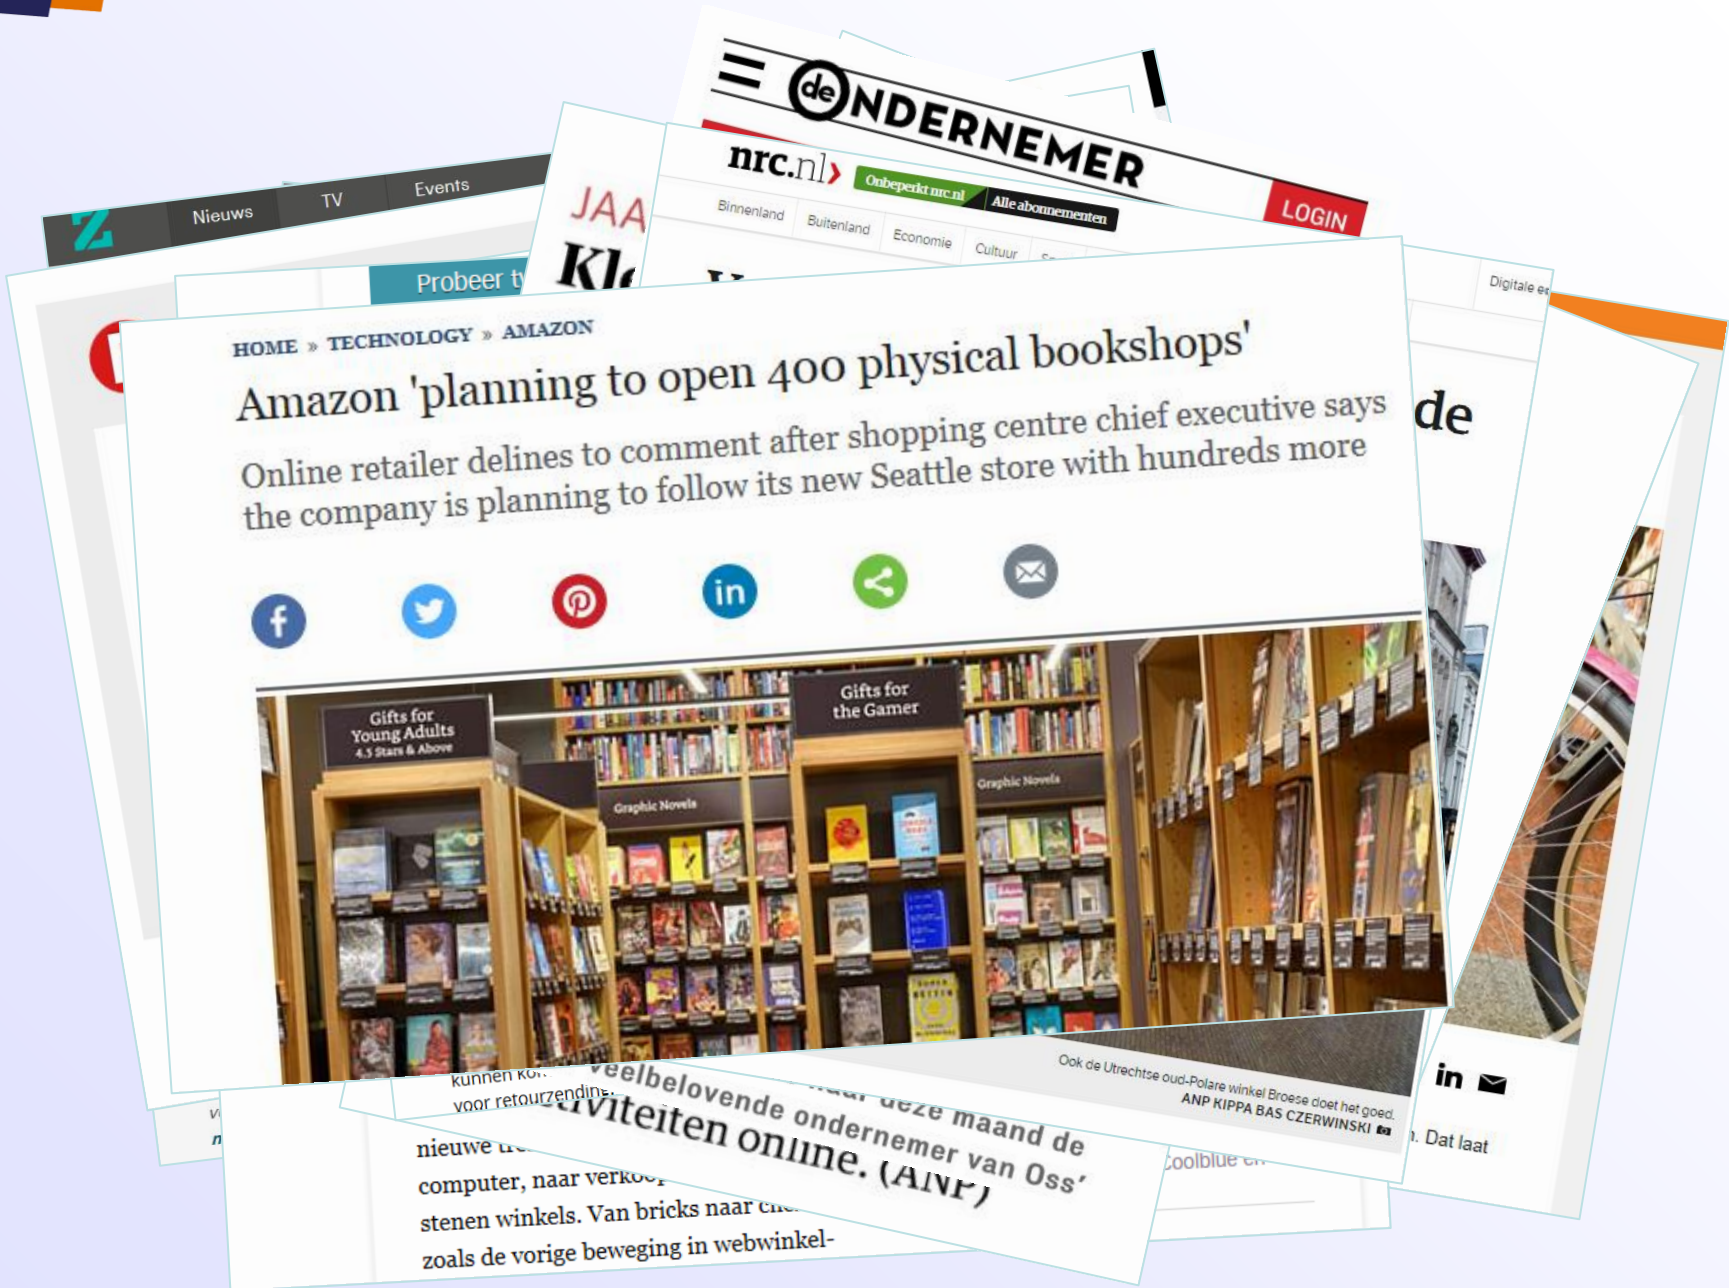 de ONDERNEMER
LOGIN
nrc.nl
Onbeperkt nrc.nl
Alle abonnementen
Binnenland
Buitenland
Economie
Cultuur
Nieuws
TV
Events
JAA
Probeer
Digitale
de
HOME » TECHNOLOGY » AMAZON
Amazon 'planning to open 400 physical bookshops'
Online retailer delines to comment after shopping centre chief executive says
the company is planning to follow its new Seattle store with hundreds more
Gifts for
Young Adults
4.5 Stars & Above
Gifts for
the Gamer
Graphic Novels
Graphic Novels
Ook de Utrechtse oud-Polare winkel Broese doet het goed.
ANP KIPPA BAS CZERWINSKI
kunnen
voor retourzending
deze maand de
veelbelovende ondernemer van Oss'
online. (ANP)
nieuwe
computer, naar
stenen winkels. Van bricks naar
zoals de vorige beweging in webwinkel-
Dat laat